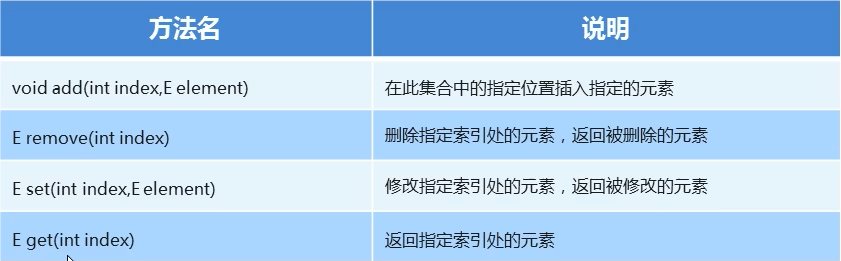 方法名 说明
void add(int index,E element) 在此集合中的指定位置插入指定的元素
E remove(int index) 删除指定索引处的元素，返回被删除的元素
E set(int index,E element) 修改指定索引处的元素，返回被修改的元素
E get(int index) 返回指定索引处的元素